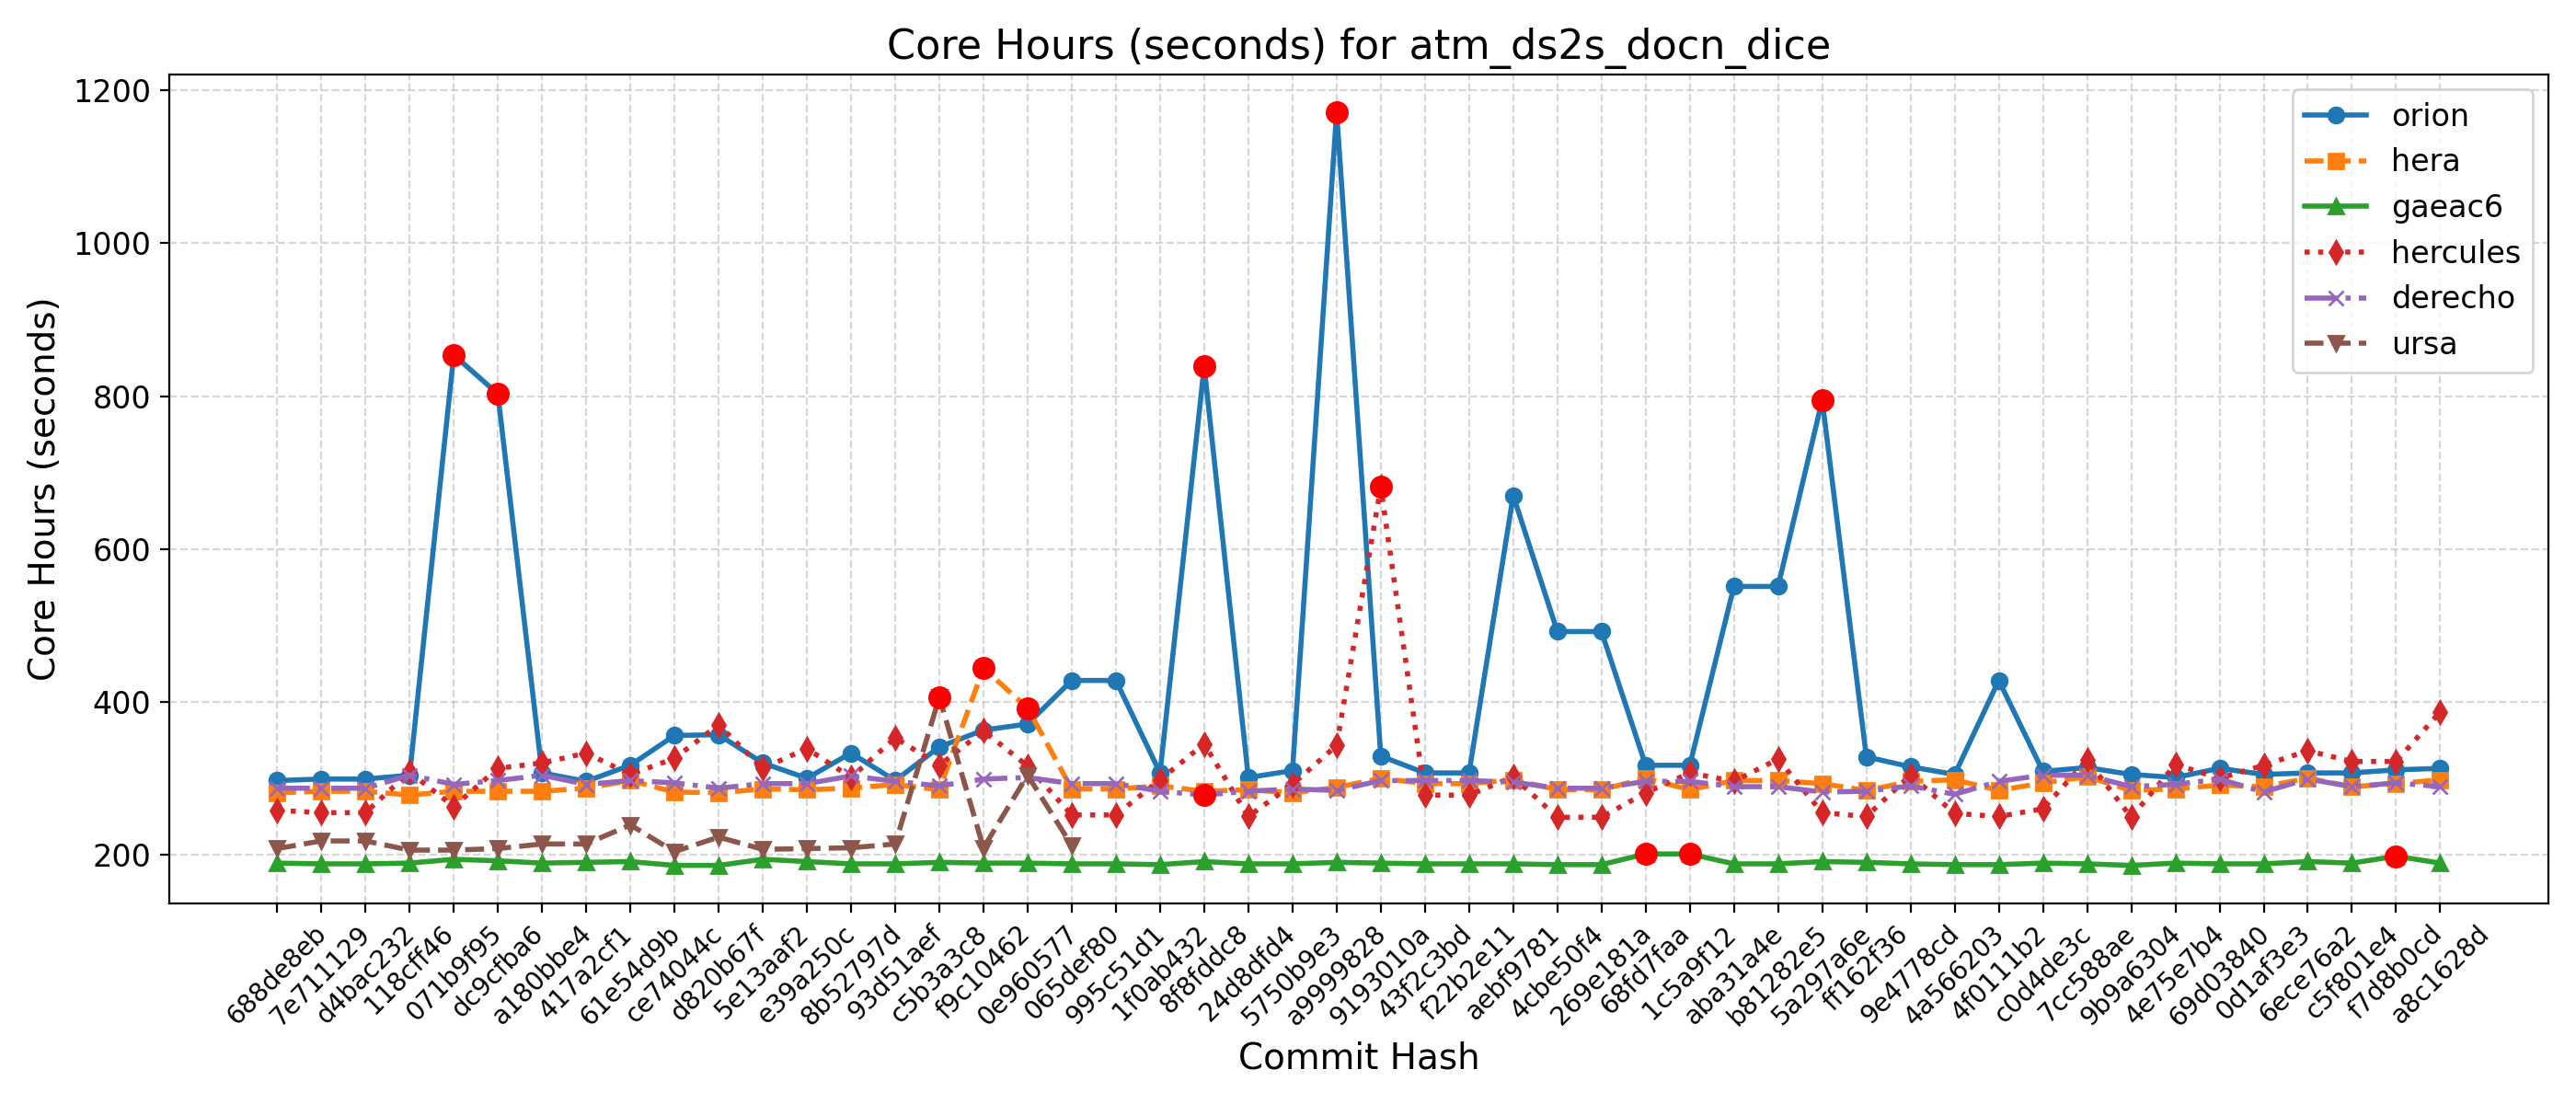 Core Hours (seconds) for atm_ds2s_docn_dice
Core Hours (seconds)
1200
1000
800
600
400
200
orion
hera
gaeac6
hercules
derecho
ursa
688de8eb
7e711129
d4bac232
118cff46
071b9f95
dc9cfba6
a180bbe4
417a2cf1
61e54d9b
ce74044c
d820b67f
5e13aaf2
e39a250c
8b52797d
93d51aef
c5b3a3c8
f9c10462
0e960577
065def80
995c51d1
1f0ab432
8f8fddc8
24d8dfd4
5750b9e3
a9999828
9193010a
43f2c3bd
f22b2e11
aebf9781
4cbe50f4
269e181a
68fd7faa
1c5a9f12
aba31a4e
b81282e5
5a297a6e
ff162f36
9e4778cd
4a566203
4f0111b2
c0d4de3c
7cc588ae
9b9a6304
4e75e7b4
69d03840
0d1af3e3
6ece76a2
c5f801e4
f7d8b0cd
a8c1628d
Commit Hash